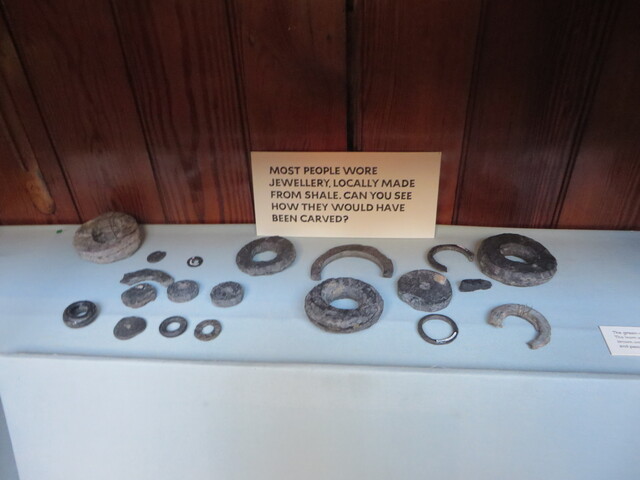 MOST PEOPLE WORE
JEWELLERY, LOCALLY MADE
FROM SHALE. CAN YOU SEE
HOW THEY WOULD HAVE
BEEN CARVED?